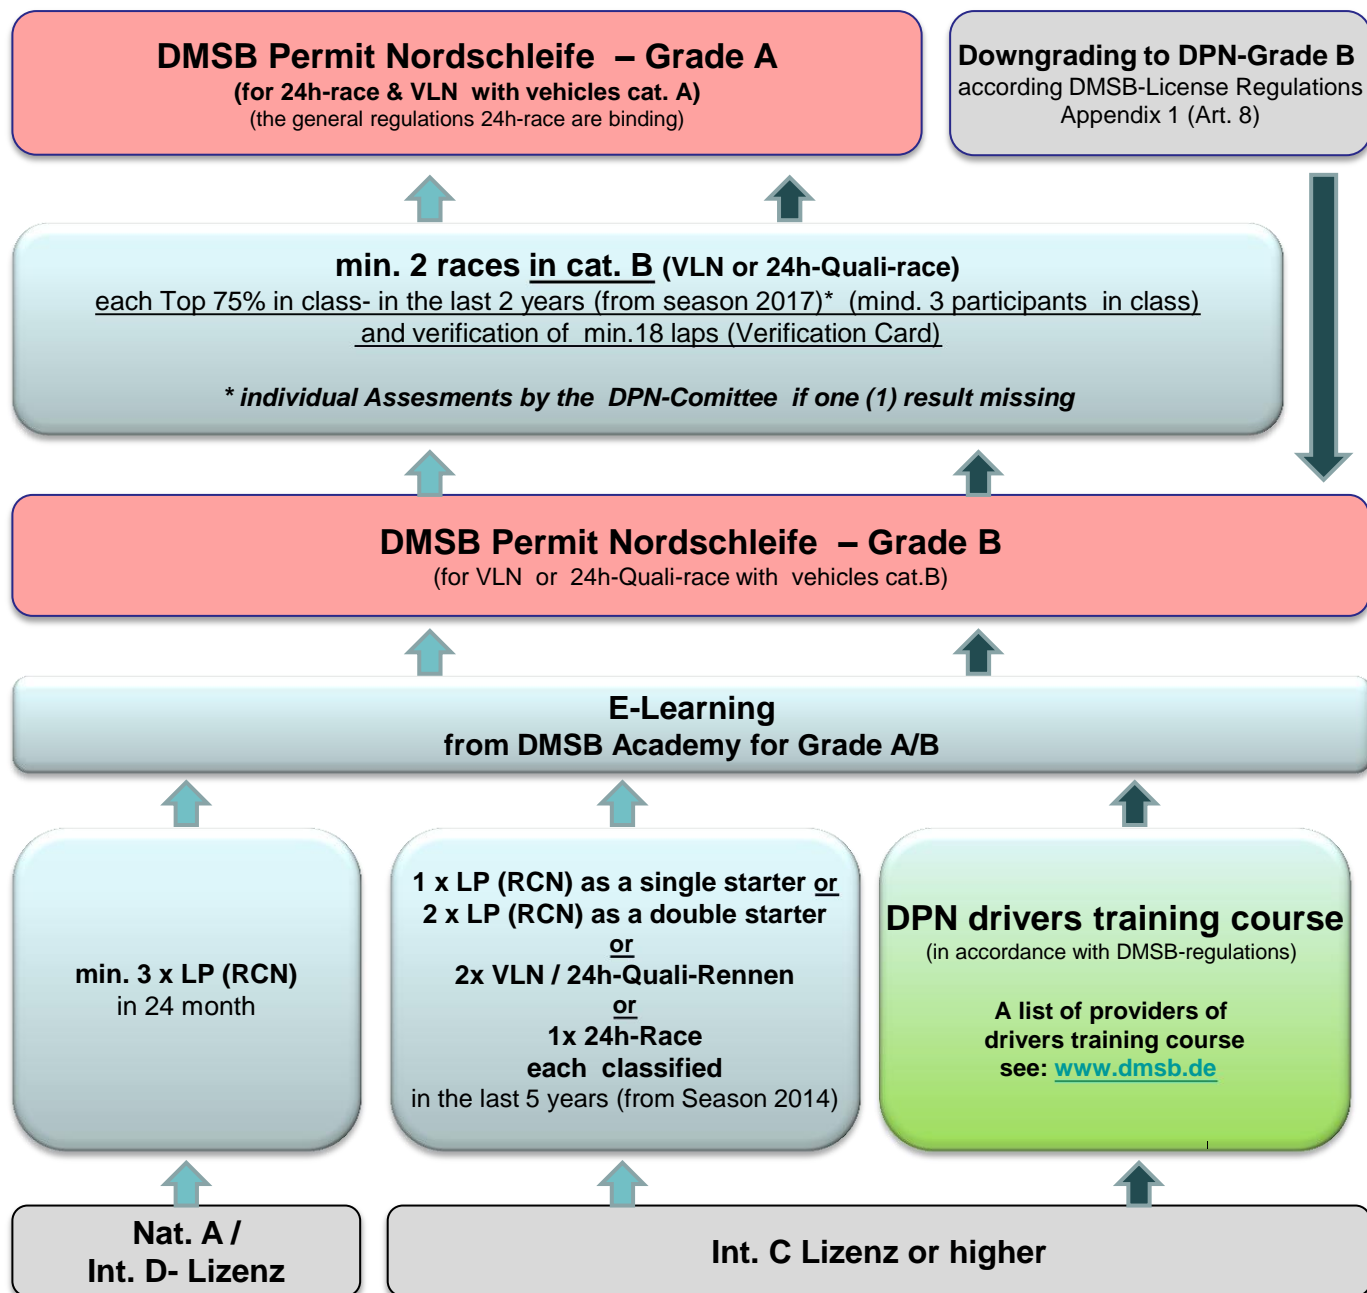 DMSB Permit Nordschleife – Grade A
(for 24h-race & VLN with vehicles cat. A)
(the general regulations 24h-race are binding)
Downgrading to DPN-Grade B
according DMSB-License Regulations
Appendix 1 (Art. 8)
min. 2 races in cat. B (VLN or 24h-Quali-race)
each Top 75% in class- in the last 2 years (from season 2017)* (mind. 3 participants in class)
and verification of min.18 laps (Verification Card)
* individual Assesments by the DPN-Comittee if one (1) result missing
DMSB Permit Nordschleife – Grade B
(for VLN or 24h-Quali-race with vehicles cat.B)
E-Learning
from DMSB Academy for Grade A/B
min. 3 x LP (RCN)
in 24 month
1 x LP (RCN) as a single starter or
2 x LP (RCN) as a double starter
or
2x VLN / 24h-Quali-Rennen
or
1x 24h-Race
each classified
in the last 5 years (from Season 2014)
DPN drivers training course
(in accordance with DMSB-regulations)
A list of providers of
drivers training course
see: www.dmsb.de
Nat. A /
Int. D- Lizenz
Int. C Lizenz or higher